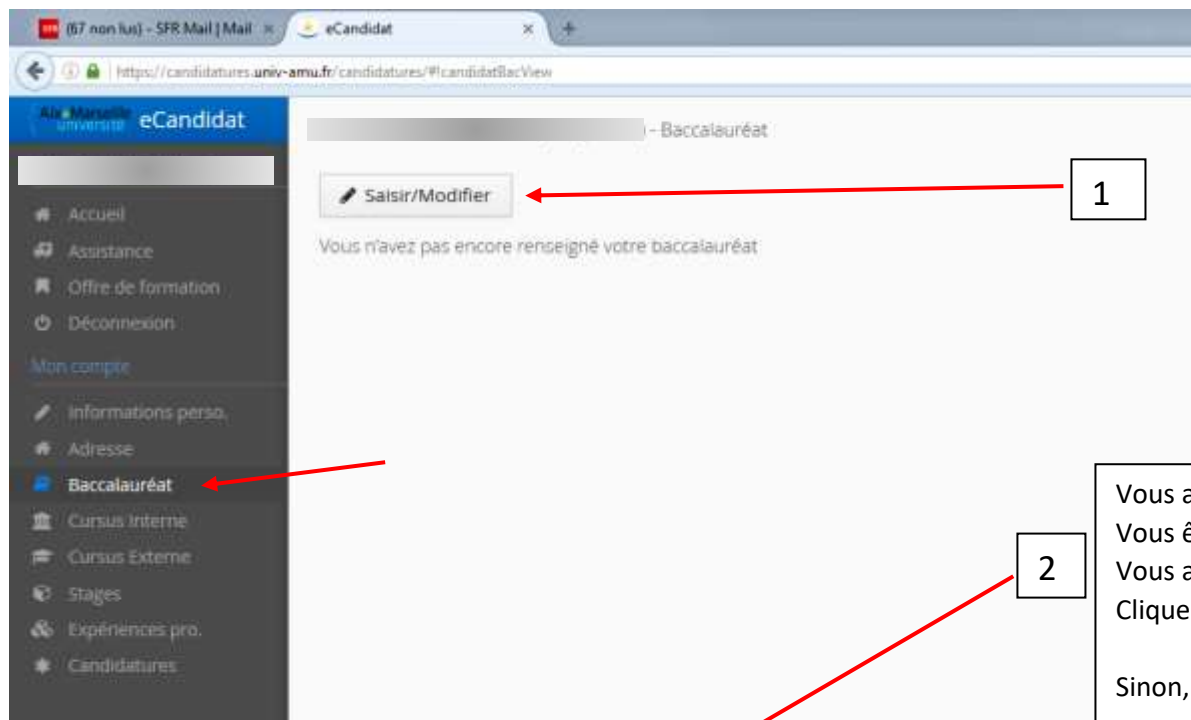 (67 non lus) - SFR Mail | Mail
eCandidat
https://candidatures.univ-amu.fr/candidatures/#!candidatBacView
Aix Marseille université
eCandidat
- Baccalauréat
Saisir/Modifier
1
Vous n'avez pas encore renseigné votre baccalauréat
Accueil
Assistance
Offre de formation
Déconnexion
Mon compte
Informations perso.
Adresse
Baccalauréat
Cursus Interne
Cursus Externe
Stages
Expériences pro.
Candidatures
2
Vous a
Vous ê
Vous a
Clique
Sinon,